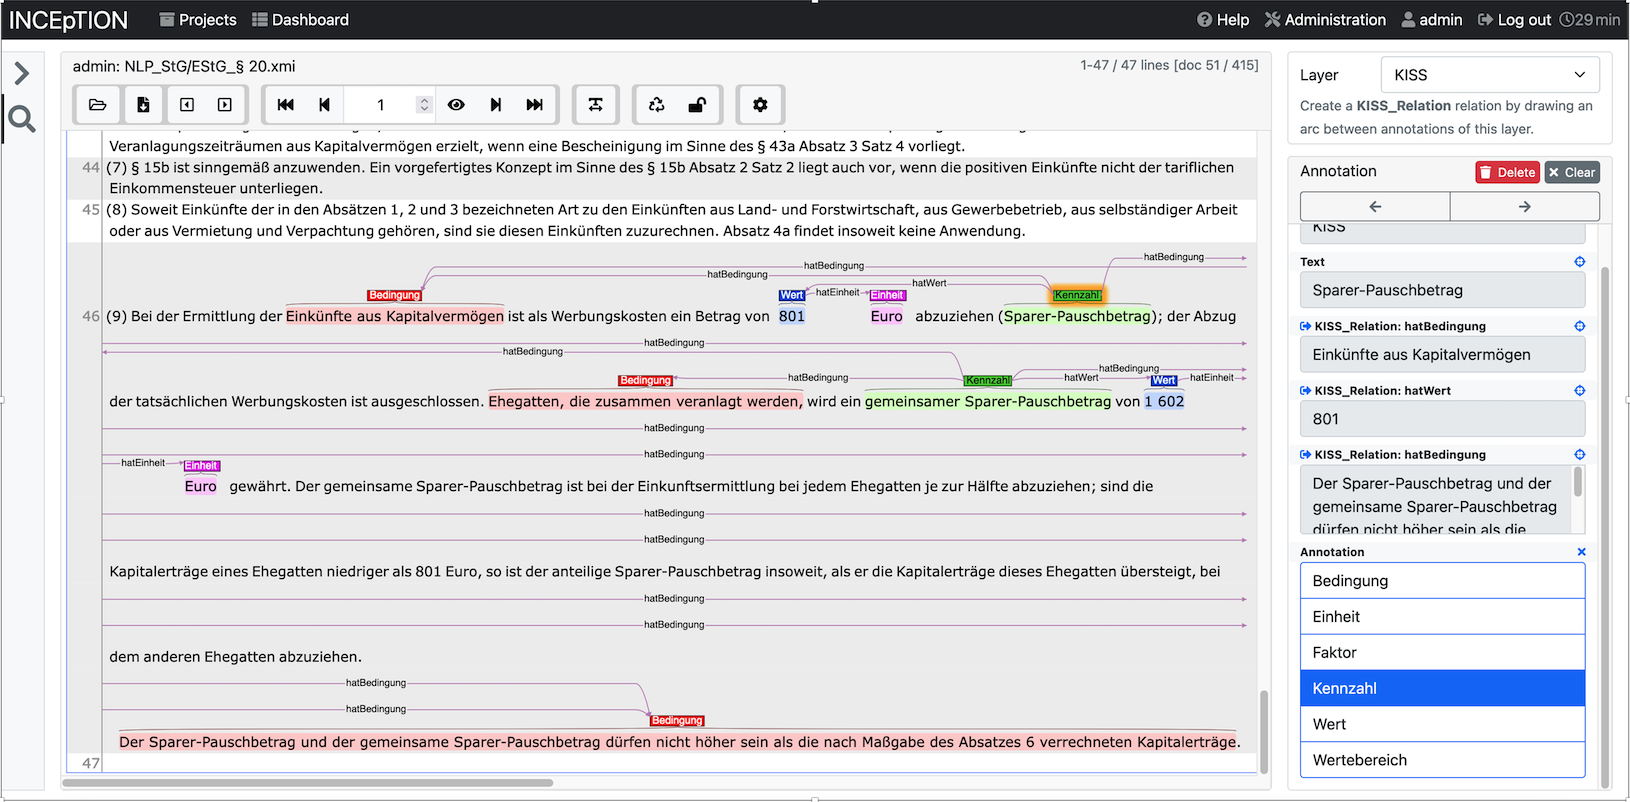 INCEpTION Projects Dashboard Help Administration admin Log out 29 min
admin: NLP_StG/EStG_§ 20.xmi 1-47 / 47 lines [doc 51 / 415]
1
Veranlagungszeiträumen aus Kapitalvermögen erzielt, wenn eine Bescheinigung im Sinne des § 43a Absatz 3 Satz 4 vorliegt.
44 (7) § 15b ist sinngemäß anzuwenden. Ein vorgefertigtes Konzept im Sinne des § 15b Absatz 2 Satz 2 liegt auch vor, wenn die positiven Einkünfte nicht der tariflichen
Einkommensteuer unterliegen.
45 (8) Soweit Einkünfte der in den Absätzen 1, 2 und 3 bezeichneten Art zu den Einkünften aus Land- und Forstwirtschaft, aus Gewerbebetrieb, aus selbständiger Arbeit
oder aus Vermietung und Verpachtung gehören, sind sie diesen Einkünften zuzurechnen. Absatz 4a findet insoweit keine Anwendung.
hatBedingung
hatBedingung
hatBedingung
hatWert
Bedingung Wert hatEinheit Einheit Kennzahl
46 (9) Bei der Ermittlung der Einkünfte aus Kapitalvermögen ist als Werbungskosten ein Betrag von 801 Euro abzuziehen (Sparer-Pauschbetrag); der Abzug
hatBedingung
hatBedingung
hatBedingung
Bedingung hatBedingung Kennzahl hatWert Wert hatEinheit
der tatsächlichen Werbungskosten ist ausgeschlossen. Ehegatten, die zusammen veranlagt werden, wird ein gemeinsamer Sparer-Pauschbetrag von 1 602
hatBedingung
hatBedingung
hatEinheit Einheit
Euro gewährt. Der gemeinsame Sparer-Pauschbetrag ist bei der Einkunftsermittlung bei jedem Ehegatten je zur Hälfte abzuziehen; sind die
hatBedingung
hatBedingung
Kapitalerträge eines Ehegatten niedriger als 801 Euro, so ist der anteilige Sparer-Pauschbetrag insoweit, als er die Kapitalerträge dieses Ehegatten übersteigt, bei
hatBedingung
hatBedingung
dem anderen Ehegatten abzuziehen.
hatBedingung
hatBedingung
Bedingung
Der Sparer-Pauschbetrag und der gemeinsame Sparer-Pauschbetrag dürfen nicht höher sein als die nach Maßgabe des Absatzes 6 verrechneten Kapitalerträge.
47
Layer KISS
Create a KISS_Relation relation by drawing an
arc between annotations of this layer.
Annotation Delete Clear
KISS
Text
Sparer-Pauschbetrag
KISS_Relation: hatBedingung
Einkünfte aus Kapitalvermögen
KISS_Relation: hatWert
801
KISS_Relation: hatBedingung
Der Sparer-Pauschbetrag und der
gemeinsame Sparer-Pauschbetrag
dürfen nicht höher sein als die
Annotation
Bedingung
Einheit
Faktor
Kennzahl
Wert
Wertebereich